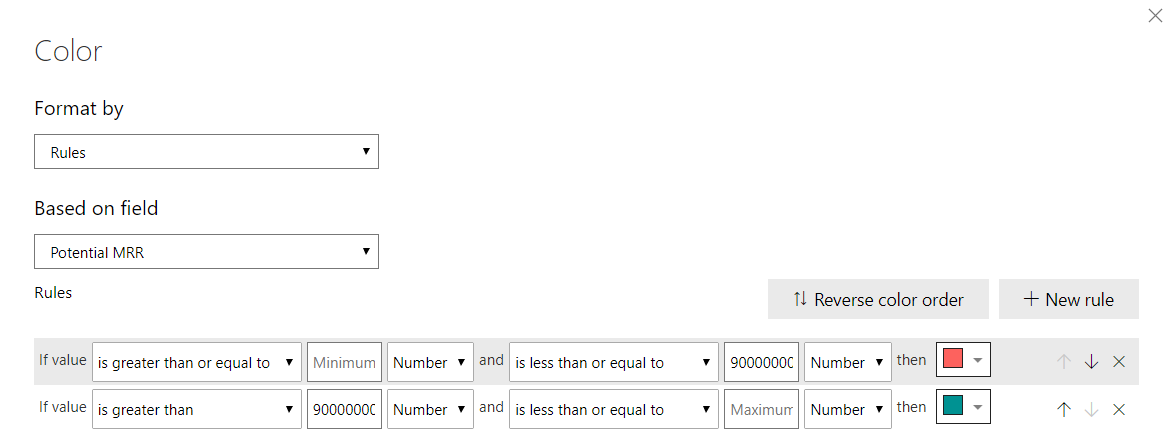 Color
Format by
Rules
Based on field
Potential MRR
Rules
Reverse color order
New rule
If value is greater than or equal to Minimum Number and is less than or equal to 90000000 Number then
If value is greater than 90000000 Number and is less than or equal to Maximum Number then